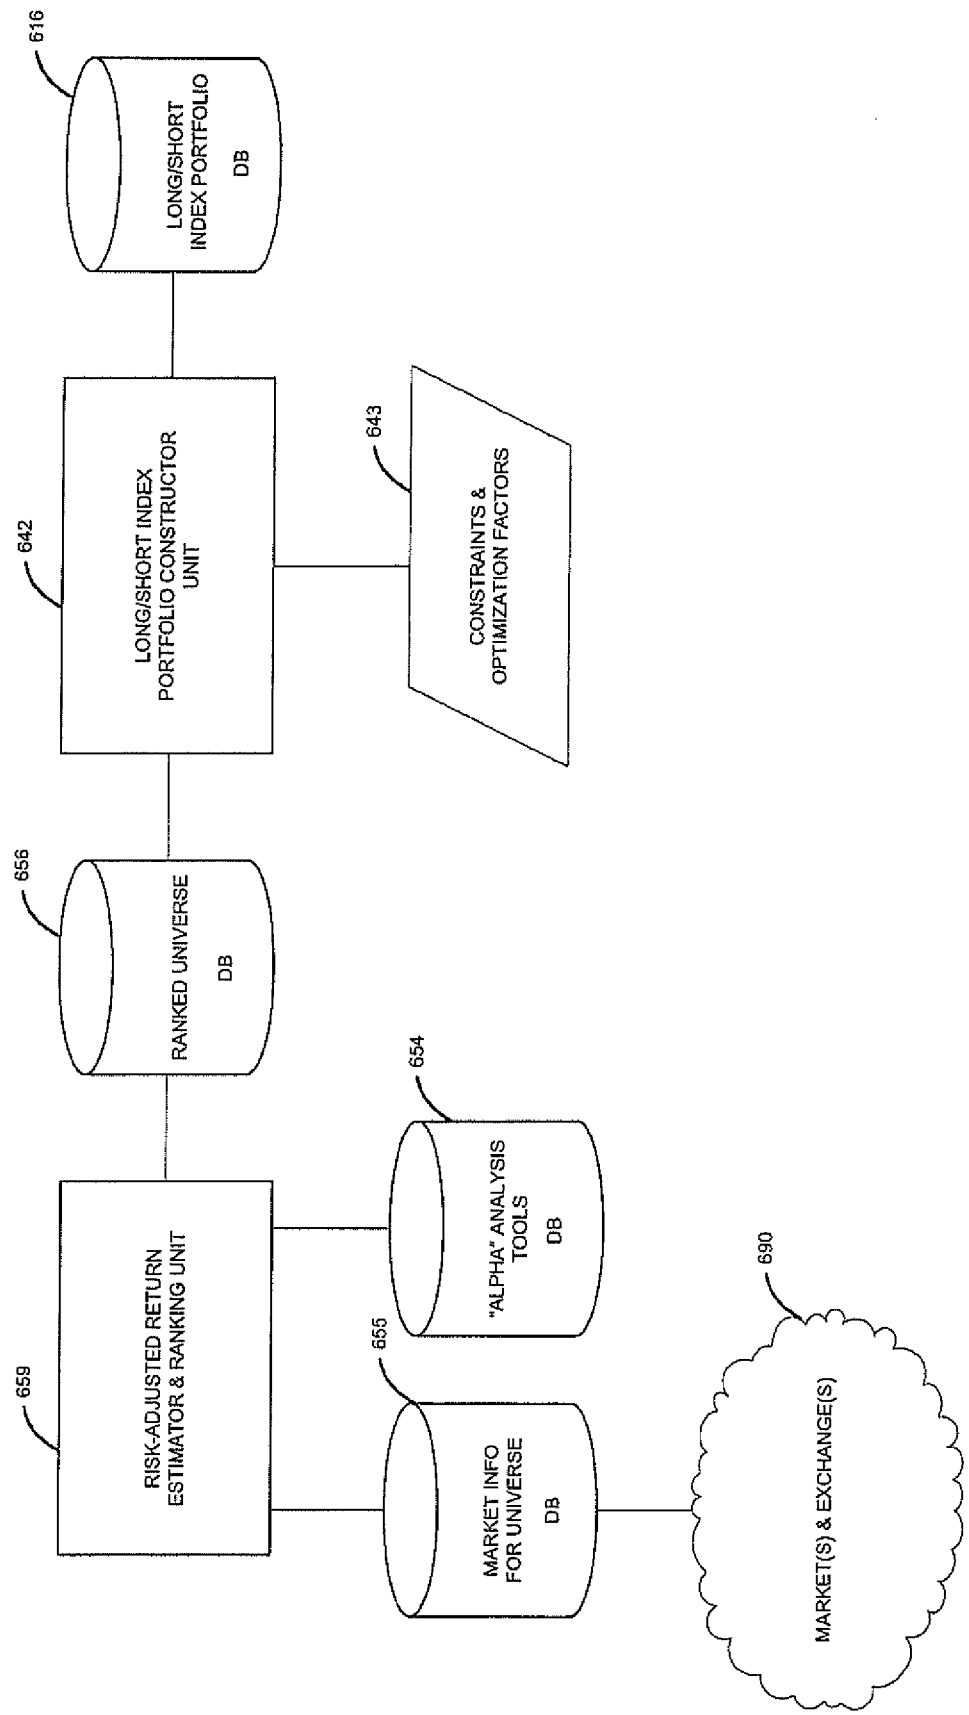 659
RISK-ADJUSTED RETURN
ESTIMATOR & RANKING UNIT
656
RANKED UNIVERSE
DB
642
LONG/SHORT INDEX
PORTFOLIO CONSTRUCTOR
UNIT
616
LONG/SHORT
INDEX PORTFOLIO
DB
655
MARKET INFO
FOR UNIVERSE
DB
654
"ALPHA" ANALYSIS
TOOLS
DB
643
CONSTRAINTS &
OPTIMIZATION FACTORS
690
MARKET(S) & EXCHANGE(S)